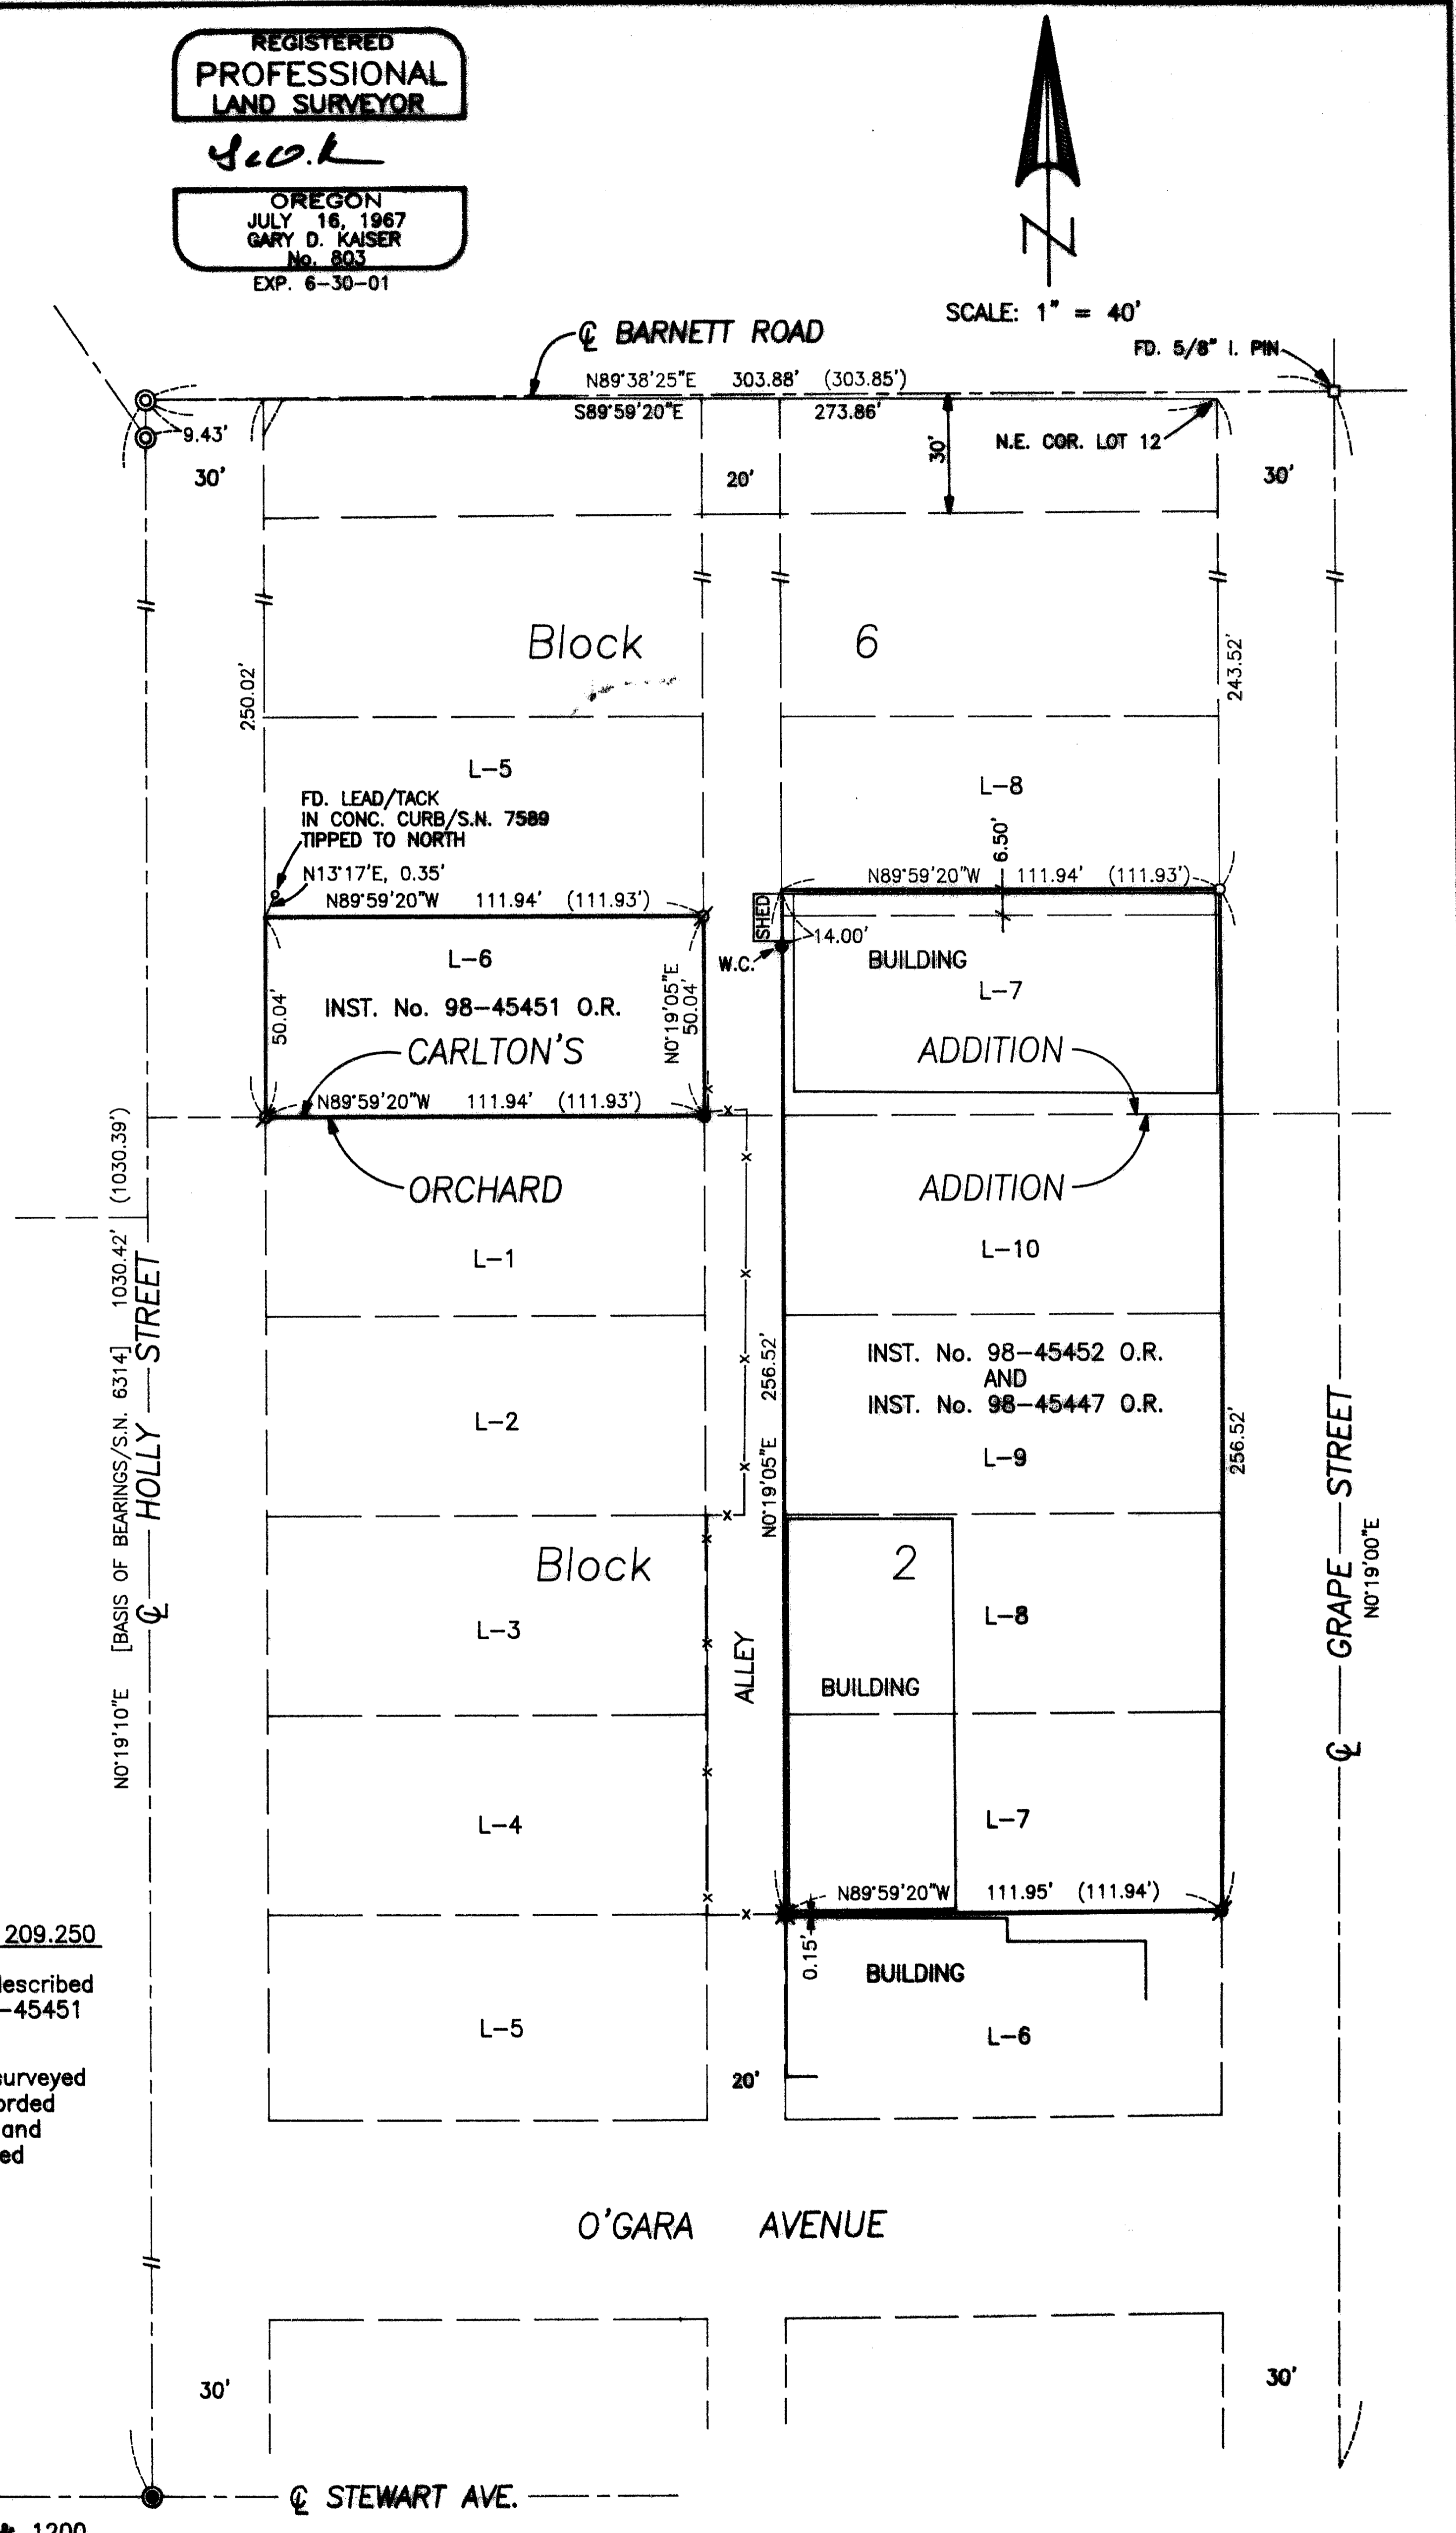 REGISTERED
PROFESSIONAL
LAND SURVEYOR
OREGON
JULY 16, 1967
GARY D. KAISER
No. 803
EXP. 6-30-01
N
SCALE: 1" = 40'
℄ BARNETT ROAD
FD. 5/8" I. PIN
N89°38'25"E 303.88' (303.85')
S89°59'20"E 273.86'
9.43'
N.E. COR. LOT 12
30'
30'
20'
30'
Block 6
250.02'
243.52'
L-5
L-8
FD. LEAD/TACK
IN CONC. CURB/S.N. 7589
TIPPED TO NORTH
N13°17'E, 0.35'
6.50'
N89°59'20"W 111.94' (111.93')
N89°59'20"W 111.94' (111.93')
SHED
14.00'
W.C.
L-6
BUILDING
L-7
INST. No. 98-45451 O.R.
50.04'
N0°19'05"E
50.04'
CARLTON'S
ADDITION
N89°59'20"W 111.94' (111.93')
ORCHARD
ADDITION
L-1
L-10
N0°19'10"E [BASIS OF BEARINGS/S.N. 6314] 1030.42' (1030.39')
℄ HOLLY STREET
N0°19'05"E 256.52'
INST. No. 98-45452 O.R.
AND
INST. No. 98-45447 O.R.
L-2
L-9
256.52'
℄ GRAPE STREET
N0°19'00"E
Block 2
L-3
L-8
ALLEY
BUILDING
L-4
L-7
N89°59'20"W 111.95' (111.94')
0.15'
209.250
described
-45451
BUILDING
L-5
L-6
surveyed
orded
and
ed
20'
O'GARA AVENUE
30'
30'
℄ STEWART AVE.
1200